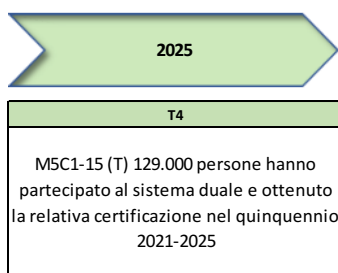 2025
T4
M5C1-15 (T) 129.000 persone hanno
partecipato al sistema duale e ottenuto
la relativa certificazione nel quinquennio
2021-2025